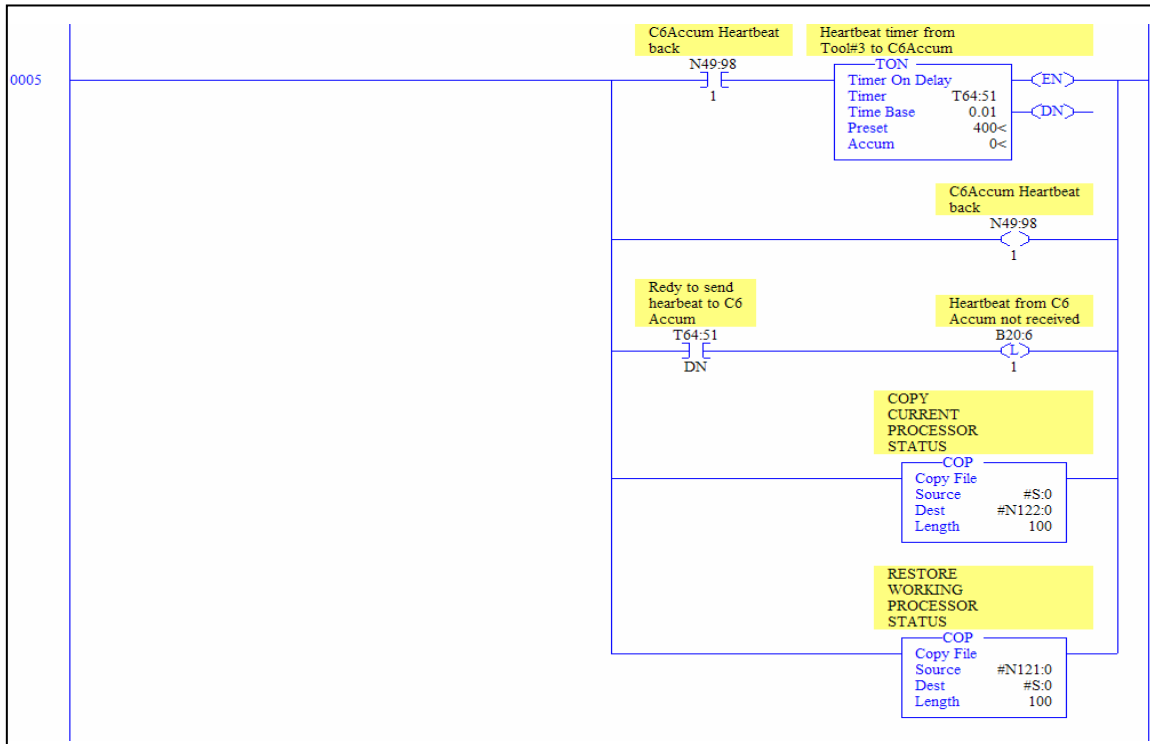 C6Accum Heartbeat
back
N49:98
1
Heartbeat timer from
Tool#3 to C6Accum
TON
Timer On Delay
Timer T64:51
Time Base 0.01
Preset 400<
Accum 0<
EN
DN
0005
C6Accum Heartbeat
back
N49:98
1
Redy to send
hearbeat to C6
Accum
T64:51
DN
Heartbeat from C6
Accum not received
B20:6
L
1
COPY
CURRENT
PROCESSOR
STATUS
COP
Copy File
Source #S:0
Dest #N122:0
Length 100
RESTORE
WORKING
PROCESSOR
STATUS
COP
Copy File
Source #N121:0
Dest #S:0
Length 100